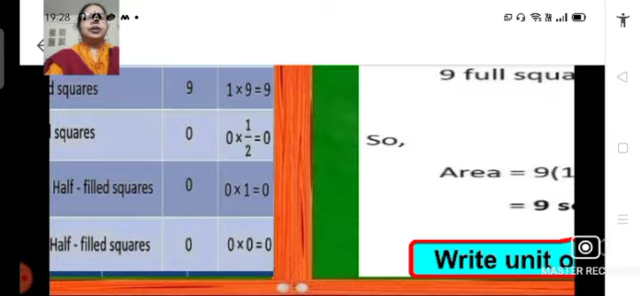 19:28
d squares 9 1×9=9
squares 0 0×1/2=0
Half - filled squares 0 0×1=0
Half - filled squares 0 0×0=0
9 full squa
So,
Area = 9(1
= 9 s
Write unit o
MASTER REC